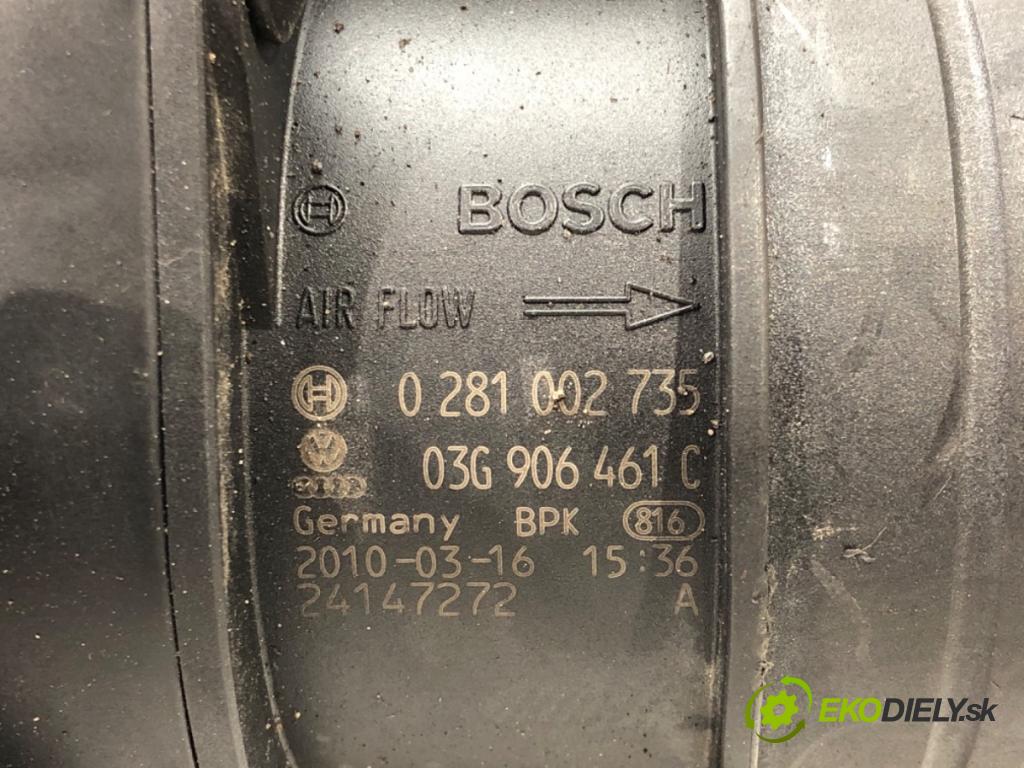 BOSCH
AIR FLOW
0 281 002 735
03G 906 461 C
Germany BPK 816
2010-03-16 15:36
24147272 A
EKODIELY.sk